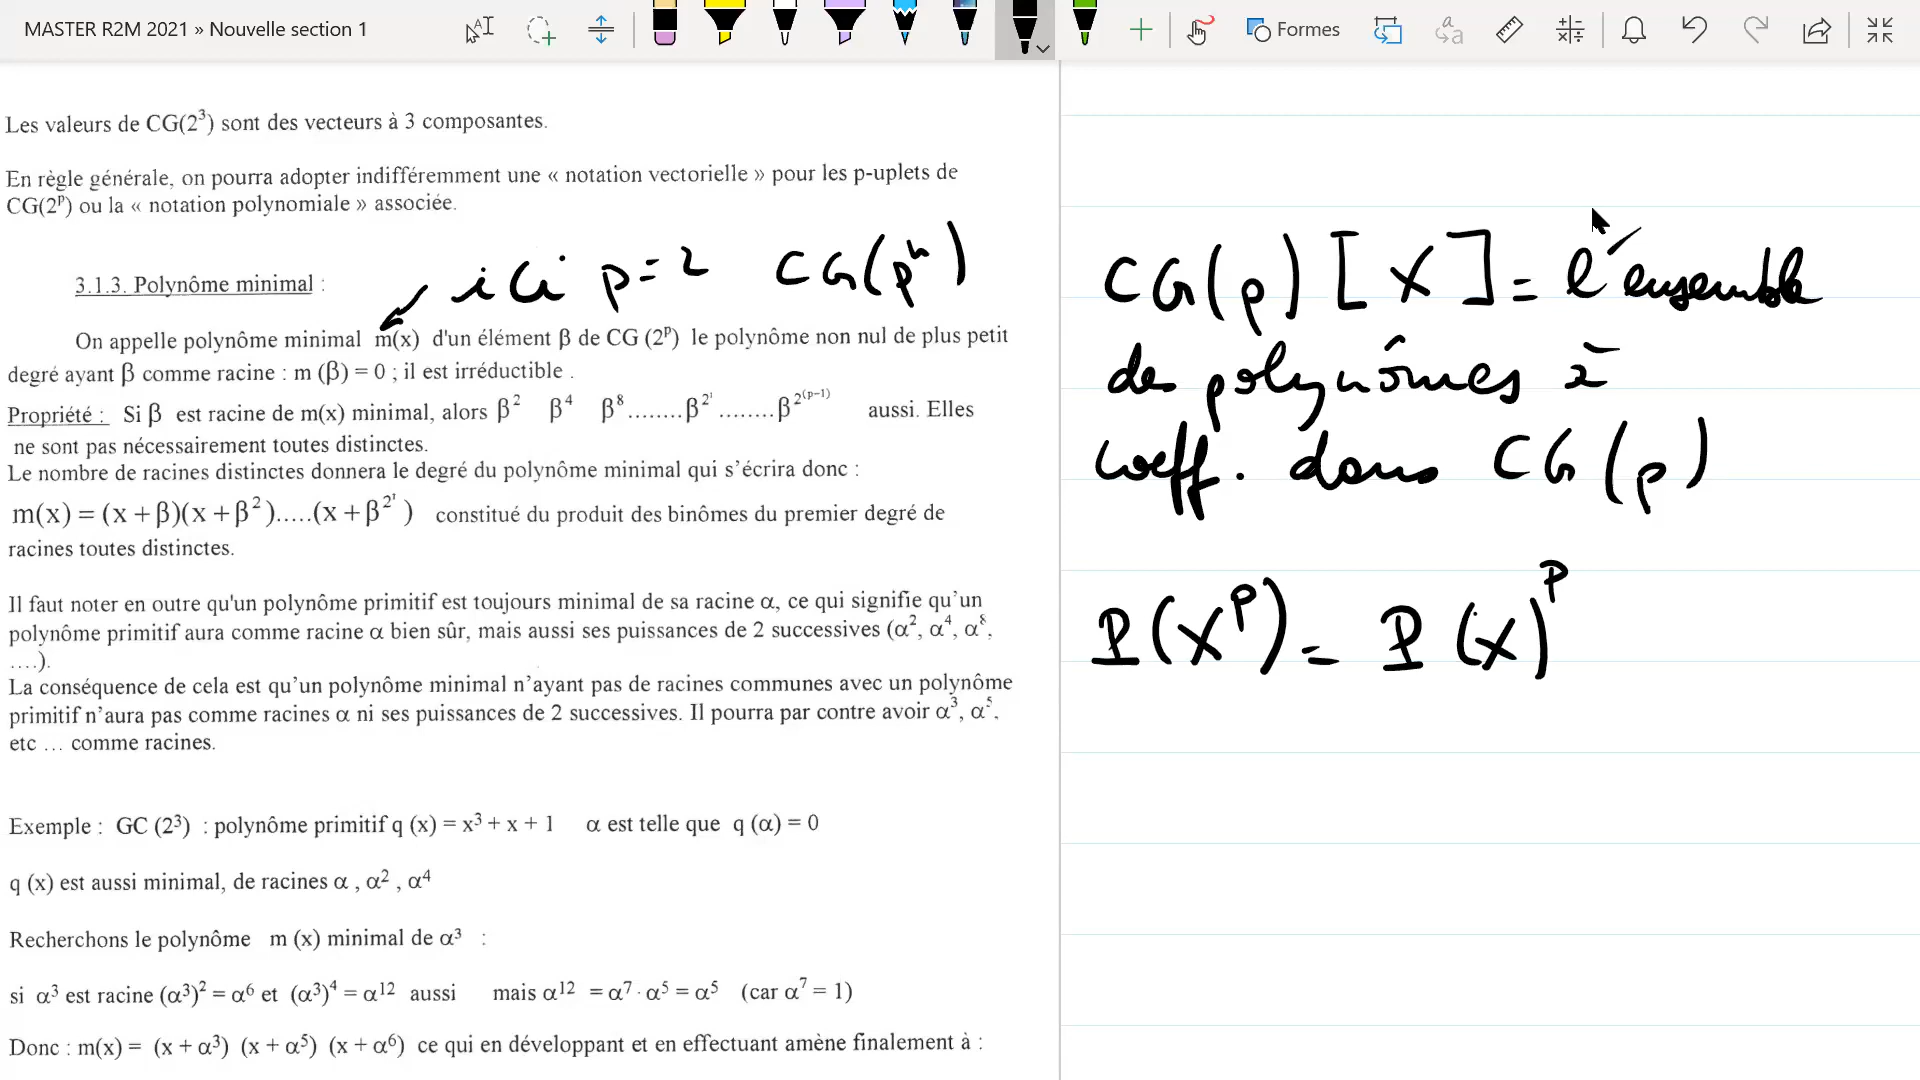 MASTER R2M 2021 » Nouvelle section 1
Formes
Les valeurs de CG(2³) sont des vecteurs à 3 composantes.
En règle générale, on pourra adopter indifféremment une « notation vectorielle » pour les p-uplets de
CG(2ᵖ) ou la « notation polynomiale » associée.
ici p=2 CG(pⁿ)
3.1.3. Polynôme minimal :
On appelle polynôme minimal m(x) d'un élément β de CG (2ᵖ) le polynôme non nul de plus petit
degré ayant β comme racine : m (β) = 0 ; il est irréductible .
Propriété : Si β est racine de m(x) minimal, alors β² β⁴ β⁸........β^2^i........β^2^(p-1) aussi. Elles
ne sont pas nécessairement toutes distinctes.
Le nombre de racines distinctes donnera le degré du polynôme minimal qui s'écrira donc :
m(x) = (x + β)(x + β²).....(x + β^2^i) constitué du produit des binômes du premier degré de
racines toutes distinctes.
Il faut noter en outre qu'un polynôme primitif est toujours minimal de sa racine α, ce qui signifie qu'un
polynôme primitif aura comme racine α bien sûr, mais aussi ses puissances de 2 successives (α², α⁴, α⁸,
....).
La conséquence de cela est qu'un polynôme minimal n'ayant pas de racines communes avec un polynôme
primitif n'aura pas comme racines α ni ses puissances de 2 successives. Il pourra par contre avoir α³, α⁵,
etc ... comme racines.
Exemple : GC (2³) : polynôme primitif q (x) = x³ + x + 1 α est telle que q (α) = 0
q (x) est aussi minimal, de racines α , α² , α⁴
Recherchons le polynôme m (x) minimal de α³ :
si α³ est racine (α³)² = α⁶ et (α³)⁴ = α¹² aussi mais α¹² = α⁷ . α⁵ = α⁵ (car α⁷ = 1)
Donc : m(x) = (x + α³) (x + α⁵) (x + α⁶) ce qui en développant et en effectuant amène finalement à :
CG(p)[X] = l'ensemble
de polynômes à
coeff. dans CG(p)
P(Xᵖ) = P(X)ᵖ